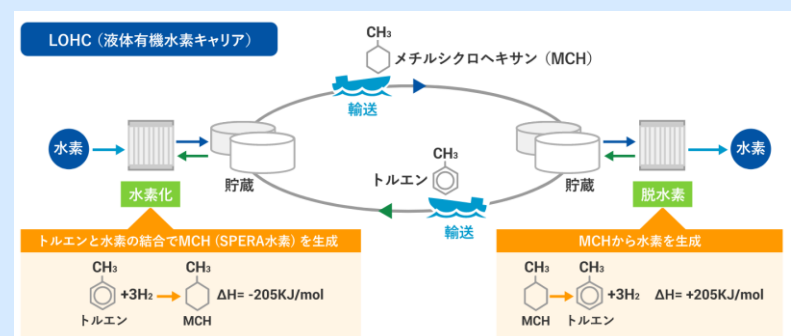 LOHC（液体有機水素キャリア）
CH₃
メチルシクロヘキサン（MCH）
輸送
水素
水素化
貯蔵
CH₃
トルエン
輸送
貯蔵
脱水素
水素
トルエンと水素の結合でMCH（SPERA水素）を生成
CH₃
+3H₂
トルエン
CH₃
MCH
ΔH= -205KJ/mol
MCHから水素を生成
CH₃
MCH
CH₃
+3H₂
トルエン
ΔH= +205KJ/mol